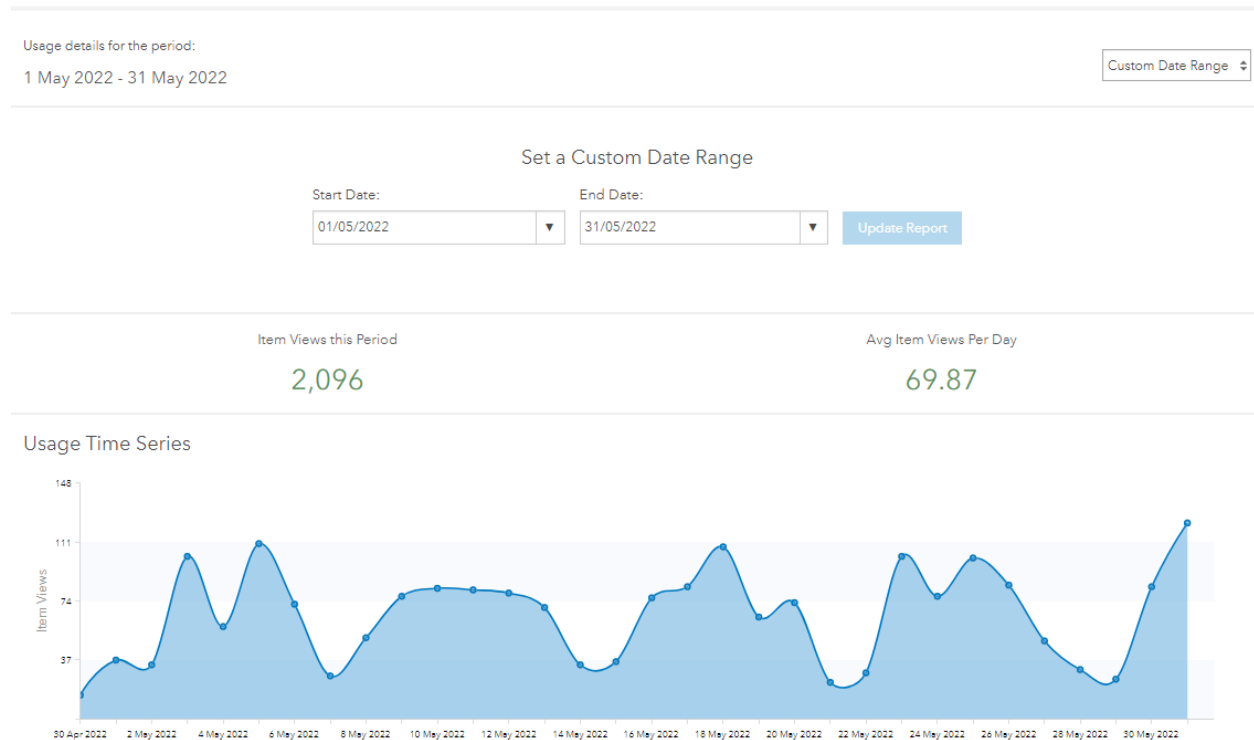 Usage details for the period:
1 May 2022 - 31 May 2022
Custom Date Range
Set a Custom Date Range
Start Date:
End Date:
01/05/2022
31/05/2022
Update Report
Item Views this Period
Avg Item Views Per Day
2,096
69.87
Usage Time Series
148
111
74
37
Item Views
30 Apr 2022
2 May 2022
4 May 2022
6 May 2022
8 May 2022
10 May 2022
12 May 2022
14 May 2022
16 May 2022
18 May 2022
20 May 2022
22 May 2022
24 May 2022
26 May 2022
28 May 2022
30 May 2022